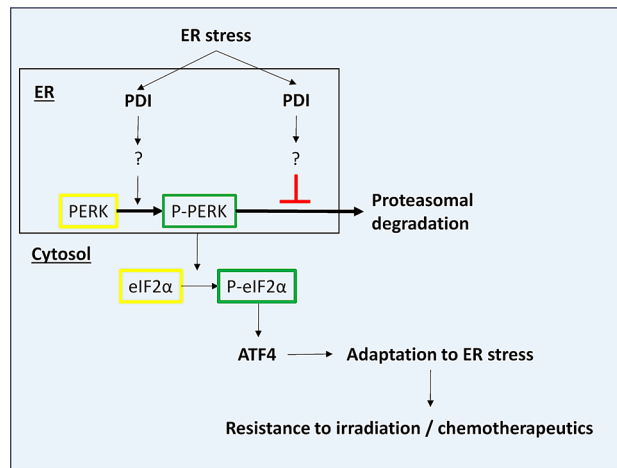 ER stress
ER
PDI
PDI
?
?
PERK
P-PERK
Proteasomal
degradation
Cytosol
eIF2α
P-eIF2α
ATF4
Adaptation to ER stress
Resistance to irradiation / chemotherapeutics